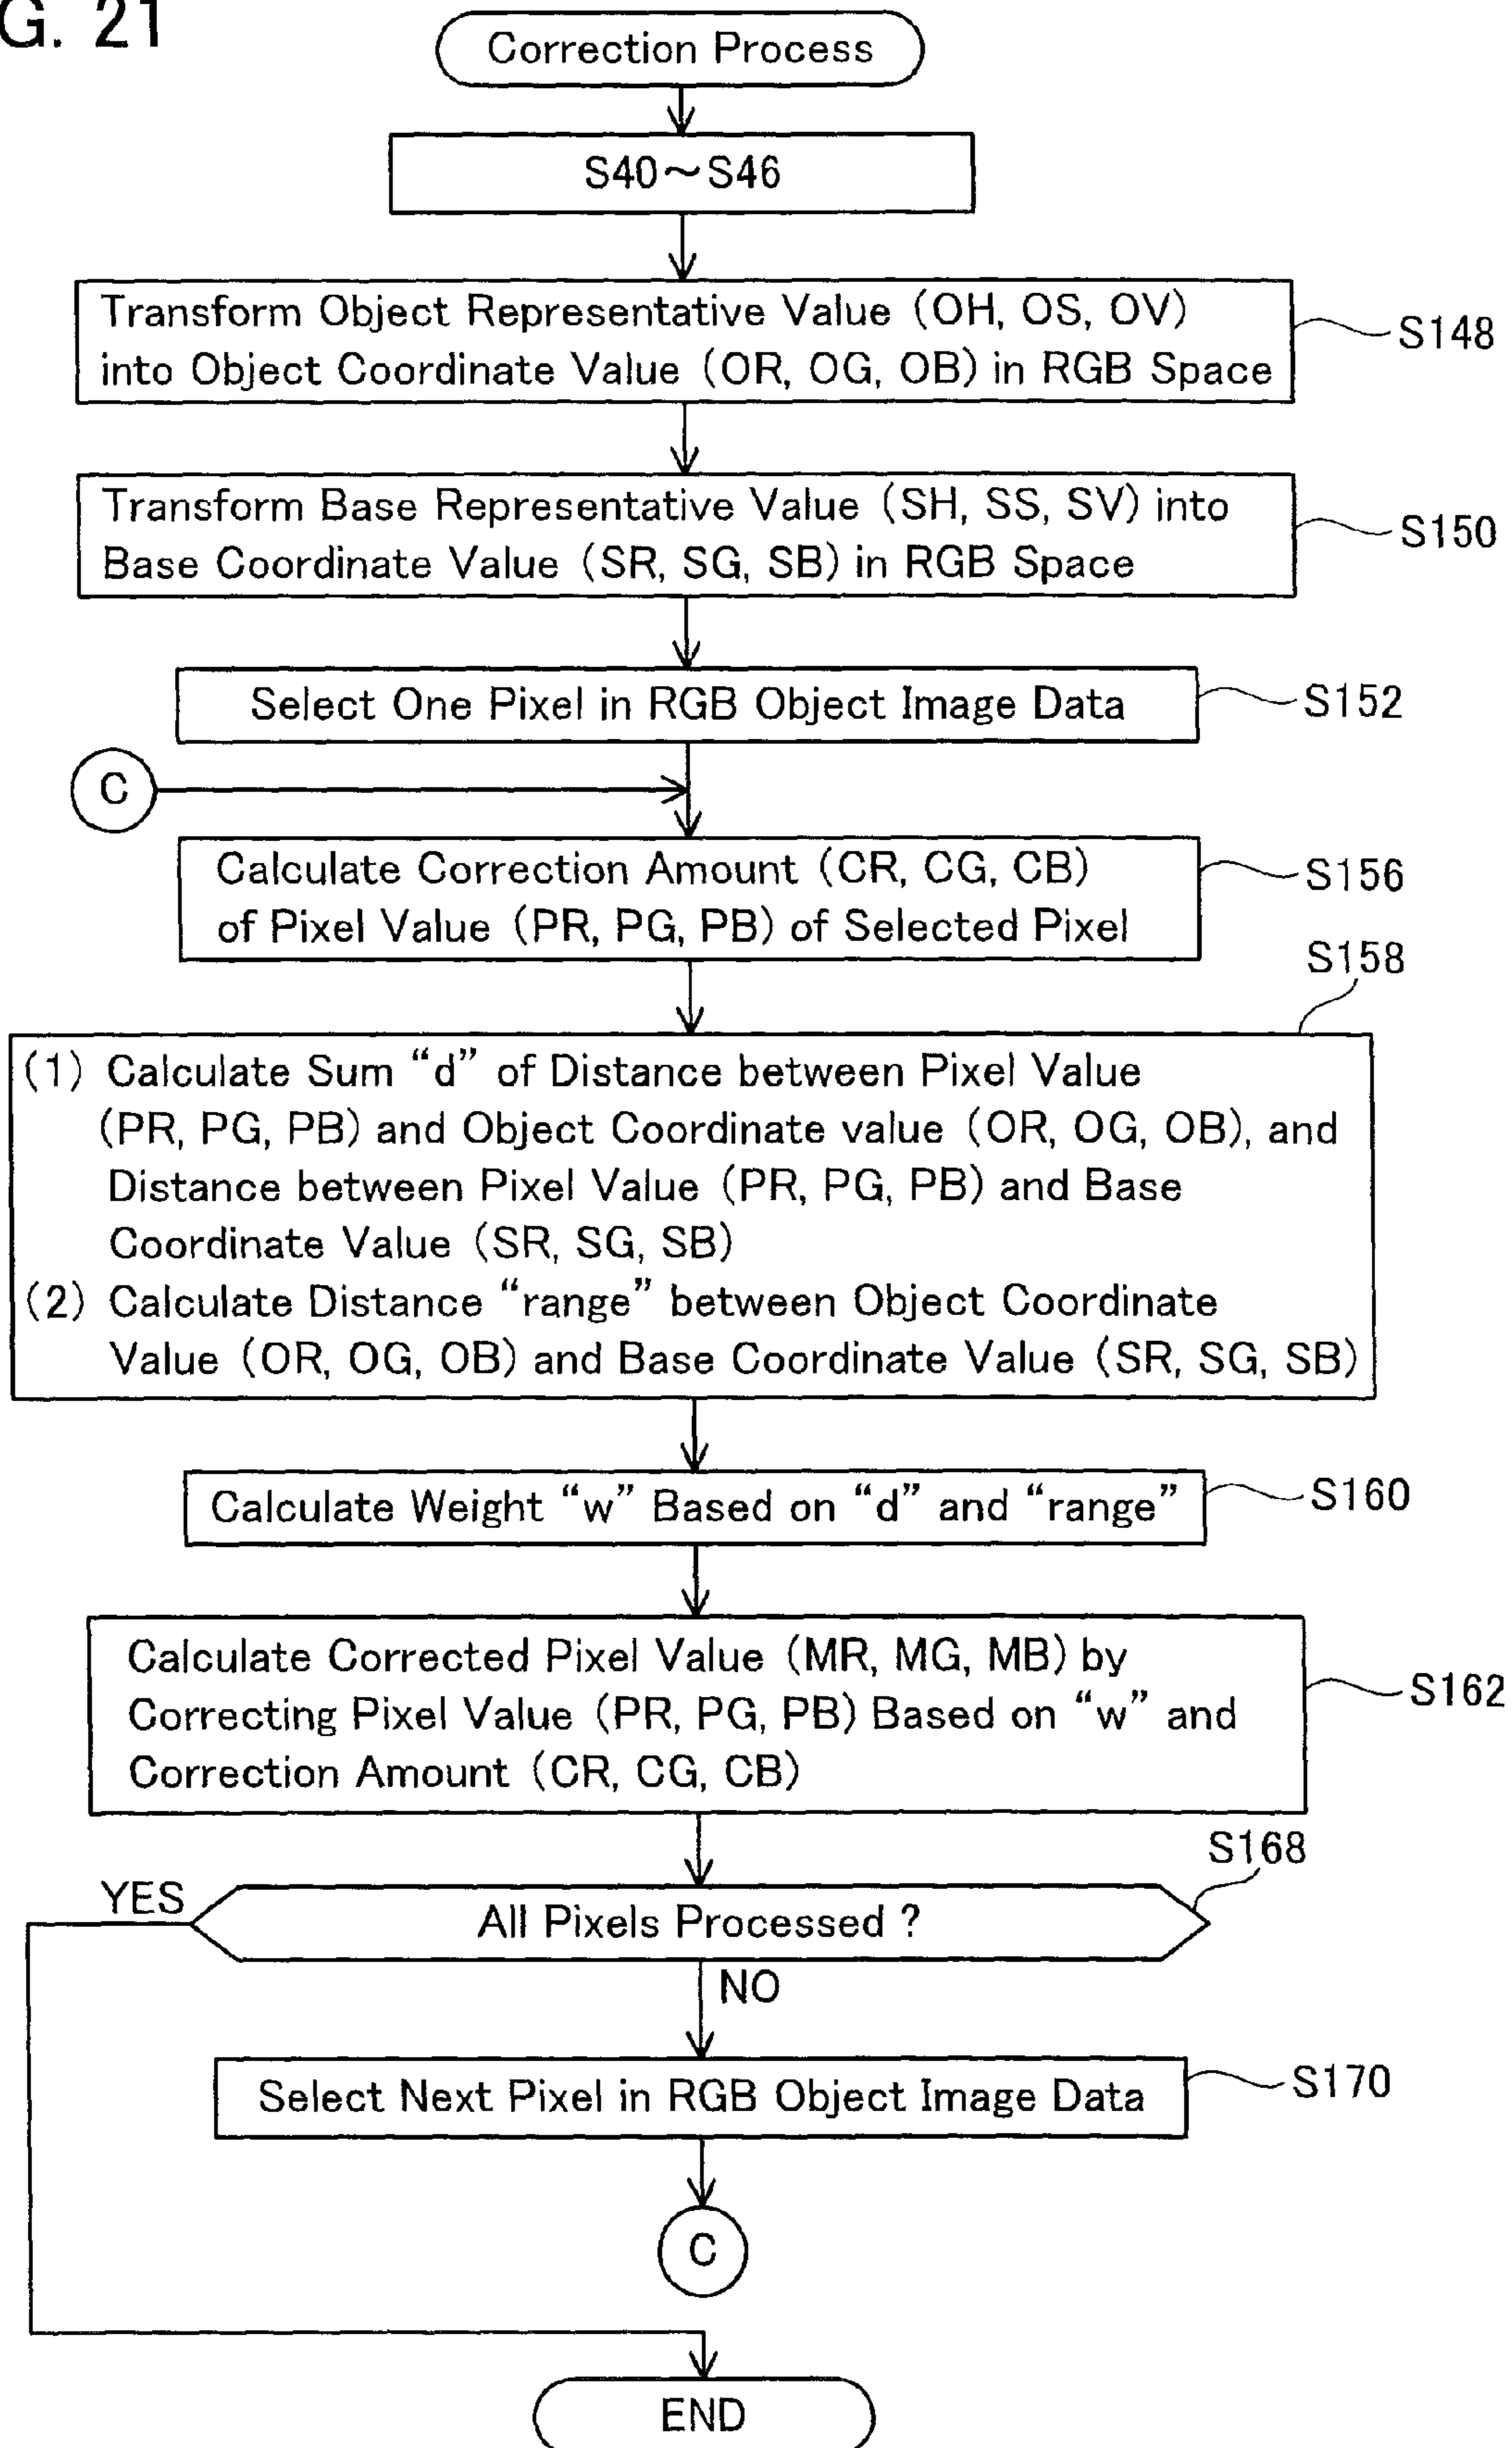 G. 21
Correction Process
S40～S46
Transform Object Representative Value (OH, OS, OV)
into Object Coordinate Value (OR, OG, OB) in RGB Space
S148
Transform Base Representative Value (SH, SS, SV) into
Base Coordinate Value (SR, SG, SB) in RGB Space
S150
Select One Pixel in RGB Object Image Data
S152
C
Calculate Correction Amount (CR, CG, CB)
of Pixel Value (PR, PG, PB) of Selected Pixel
S156
S158
(1) Calculate Sum “d” of Distance between Pixel Value
(PR, PG, PB) and Object Coordinate value (OR, OG, OB), and
Distance between Pixel Value (PR, PG, PB) and Base
Coordinate Value (SR, SG, SB)
(2) Calculate Distance “range” between Object Coordinate
Value (OR, OG, OB) and Base Coordinate Value (SR, SG, SB)
Calculate Weight “w” Based on “d” and “range”
S160
Calculate Corrected Pixel Value (MR, MG, MB) by
Correcting Pixel Value (PR, PG, PB) Based on “w” and
Correction Amount (CR, CG, CB)
S162
S168
YES
All Pixels Processed ?
NO
Select Next Pixel in RGB Object Image Data
S170
C
END